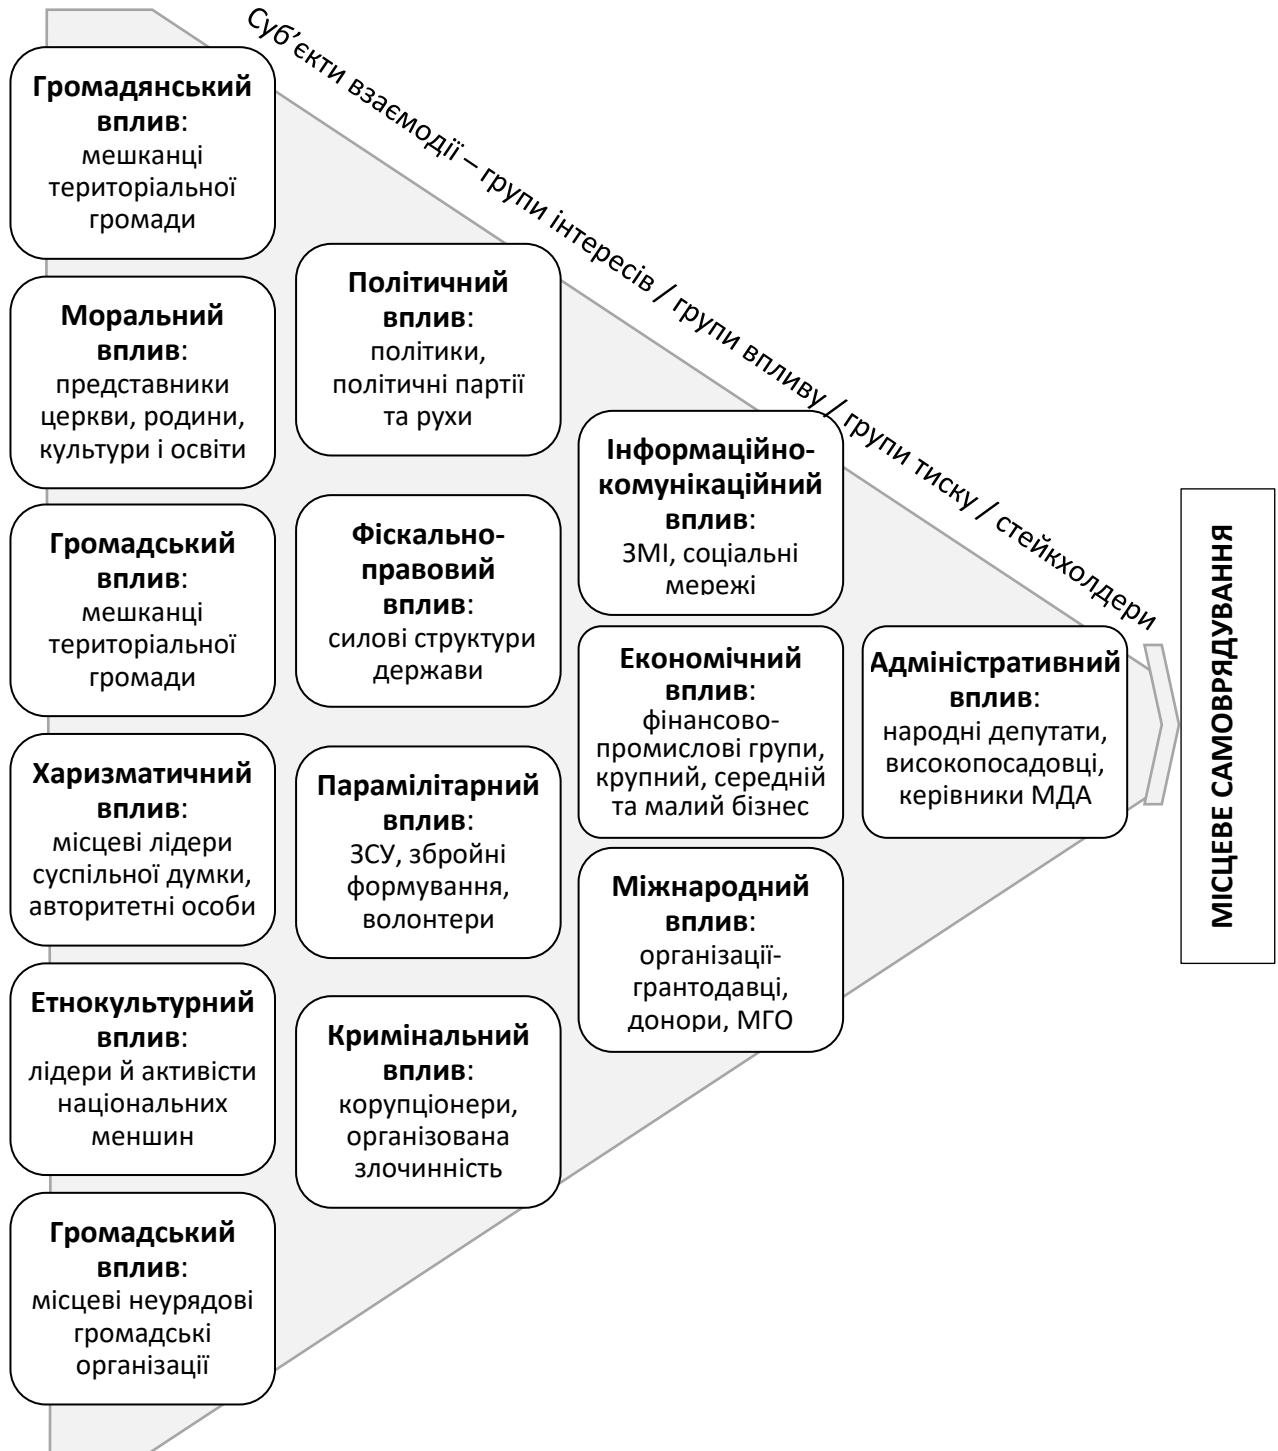 Суб’єкти взаємодії – групи інтересів / групи впливу / групи тиску / стейкхолдери
Громадянський
вплив:
мешканці
територіальної
громади
Моральний
вплив:
представники
церкви, родини,
культури і освіти
Громадський
вплив:
мешканці
територіальної
громади
Харизматичний
вплив:
місцеві лідери
суспільної думки,
авторитетні особи
Етнокультурний
вплив:
лідери й активісти
національних
меншин
Громадський
вплив:
місцеві неурядові
громадські
організації
Політичний
вплив:
політики,
політичні партії
та рухи
Фіскально-
правовий
вплив:
силові структури
держави
Парамілітарний
вплив:
ЗСУ, збройні
формування,
волонтери
Кримінальний
вплив:
корупціонери,
організована
злочинність
Інформаційно-
комунікаційний
вплив:
ЗМІ, соціальні
мережі
Економічний
вплив:
фінансово-
промислові групи,
крупний, середній
та малий бізнес
Міжнародний
вплив:
організації-
грантодавці,
донори, МГО
Адміністративний
вплив:
народні депутати,
високопосадовці,
керівники МДА
МІСЦЕВЕ САМОВРЯДУВАННЯ